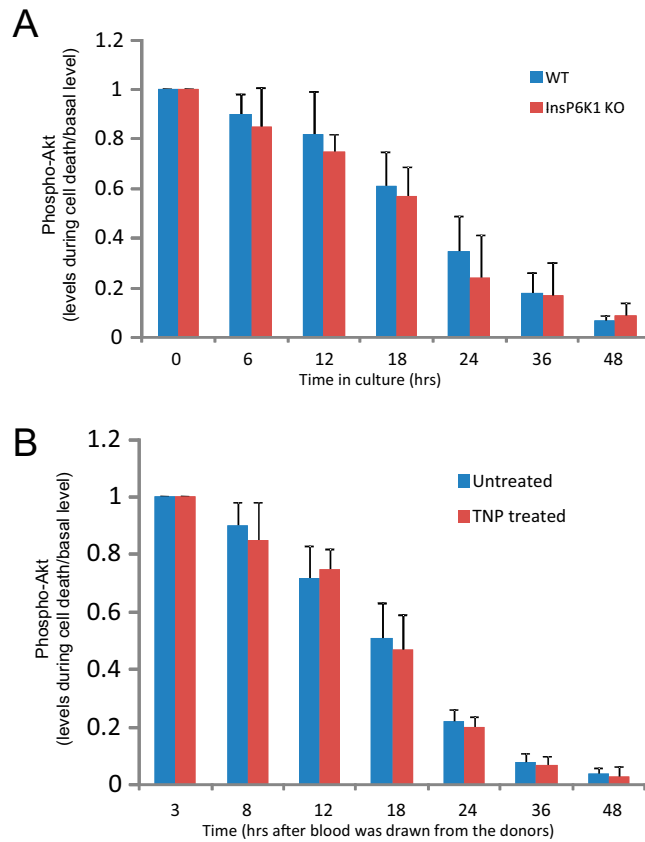 A
Phospho-Akt
(levels during cell death/basal level)
1.2
1
0.8
0.6
0.4
0.2
0
WT
InsP6K1 KO
0 6 12 18 24 36 48
Time in culture (hrs)
B
Phospho-Akt
(levels during cell death/basal level)
1.2
1
0.8
0.6
0.4
0.2
0
Untreated
TNP treated
3 8 12 18 24 36 48
Time (hrs after blood was drawn from the donors)